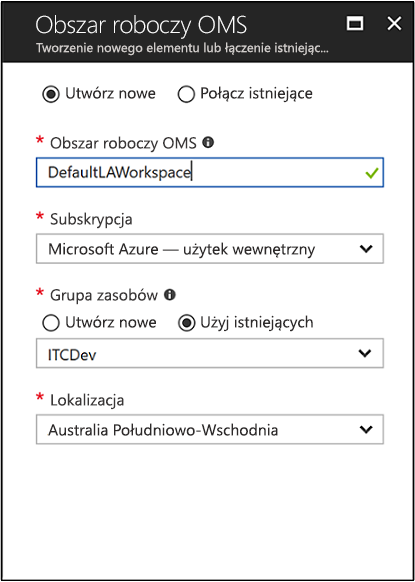 Obszar roboczy OMS
Tworzenie nowego elementu lub łączenie istniejąc...
Utwórz nowe Połącz istniejące
* Obszar roboczy OMS
DefaultLAWorkspace
* Subskrypcja
Microsoft Azure — użytek wewnętrzny
* Grupa zasobów
Utwórz nowe Użyj istniejących
ITCDev
* Lokalizacja
Australia Południowo-Wschodnia